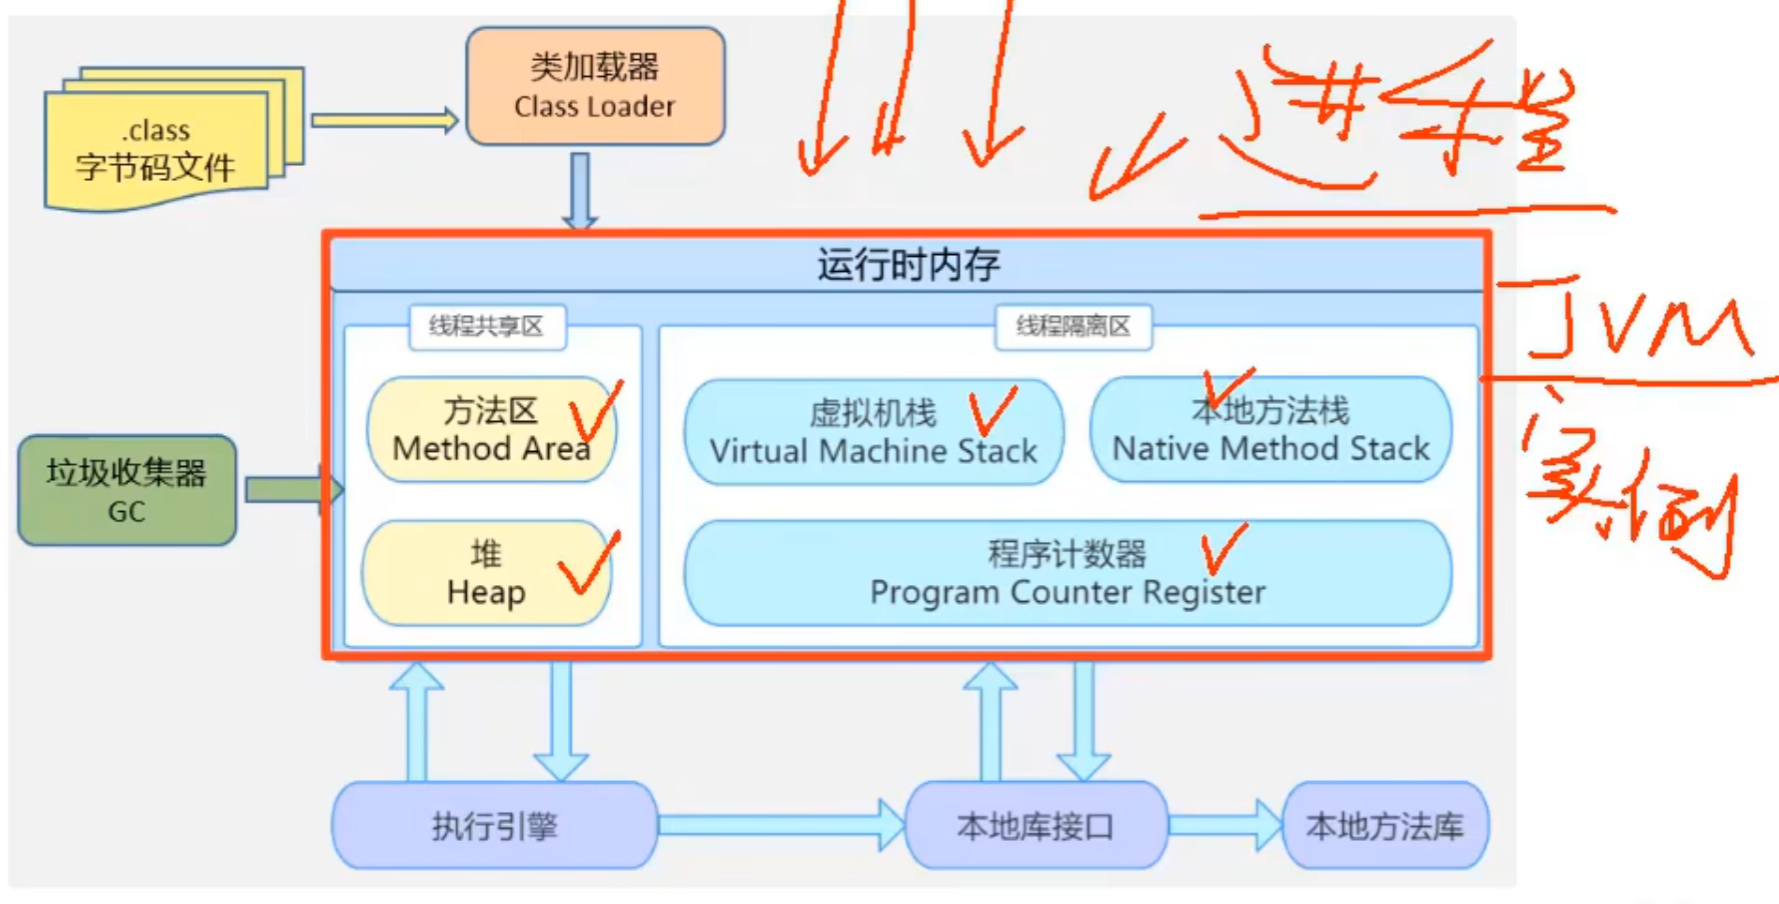 类加载器
Class Loader
.class
字节码文件
进程
运行时内存
JVM
实例
线程共享区
线程隔离区
方法区
Method Area
虚拟机栈
Virtual Machine Stack
本地方法栈
Native Method Stack
垃圾收集器
GC
堆
Heap
程序计数器
Program Counter Register
执行引擎
本地库接口
本地方法库